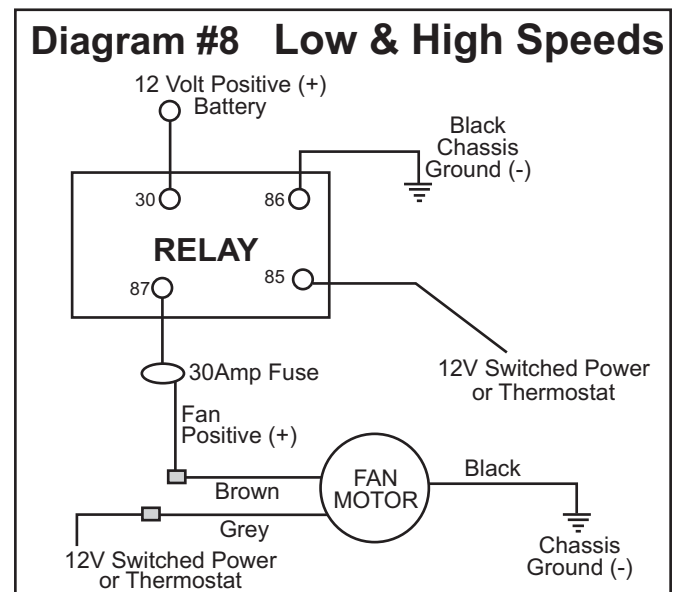 Diagram #8 Low & High Speeds
12 Volt Positive (+)
Battery
Black
Chassis
Ground (-)
30
86
RELAY
87
85
30Amp Fuse
12V Switched Power
or Thermostat
Fan
Positive (+)
Brown
FAN
MOTOR
Black
Grey
12V Switched Power
or Thermostat
Chassis
Ground (-)